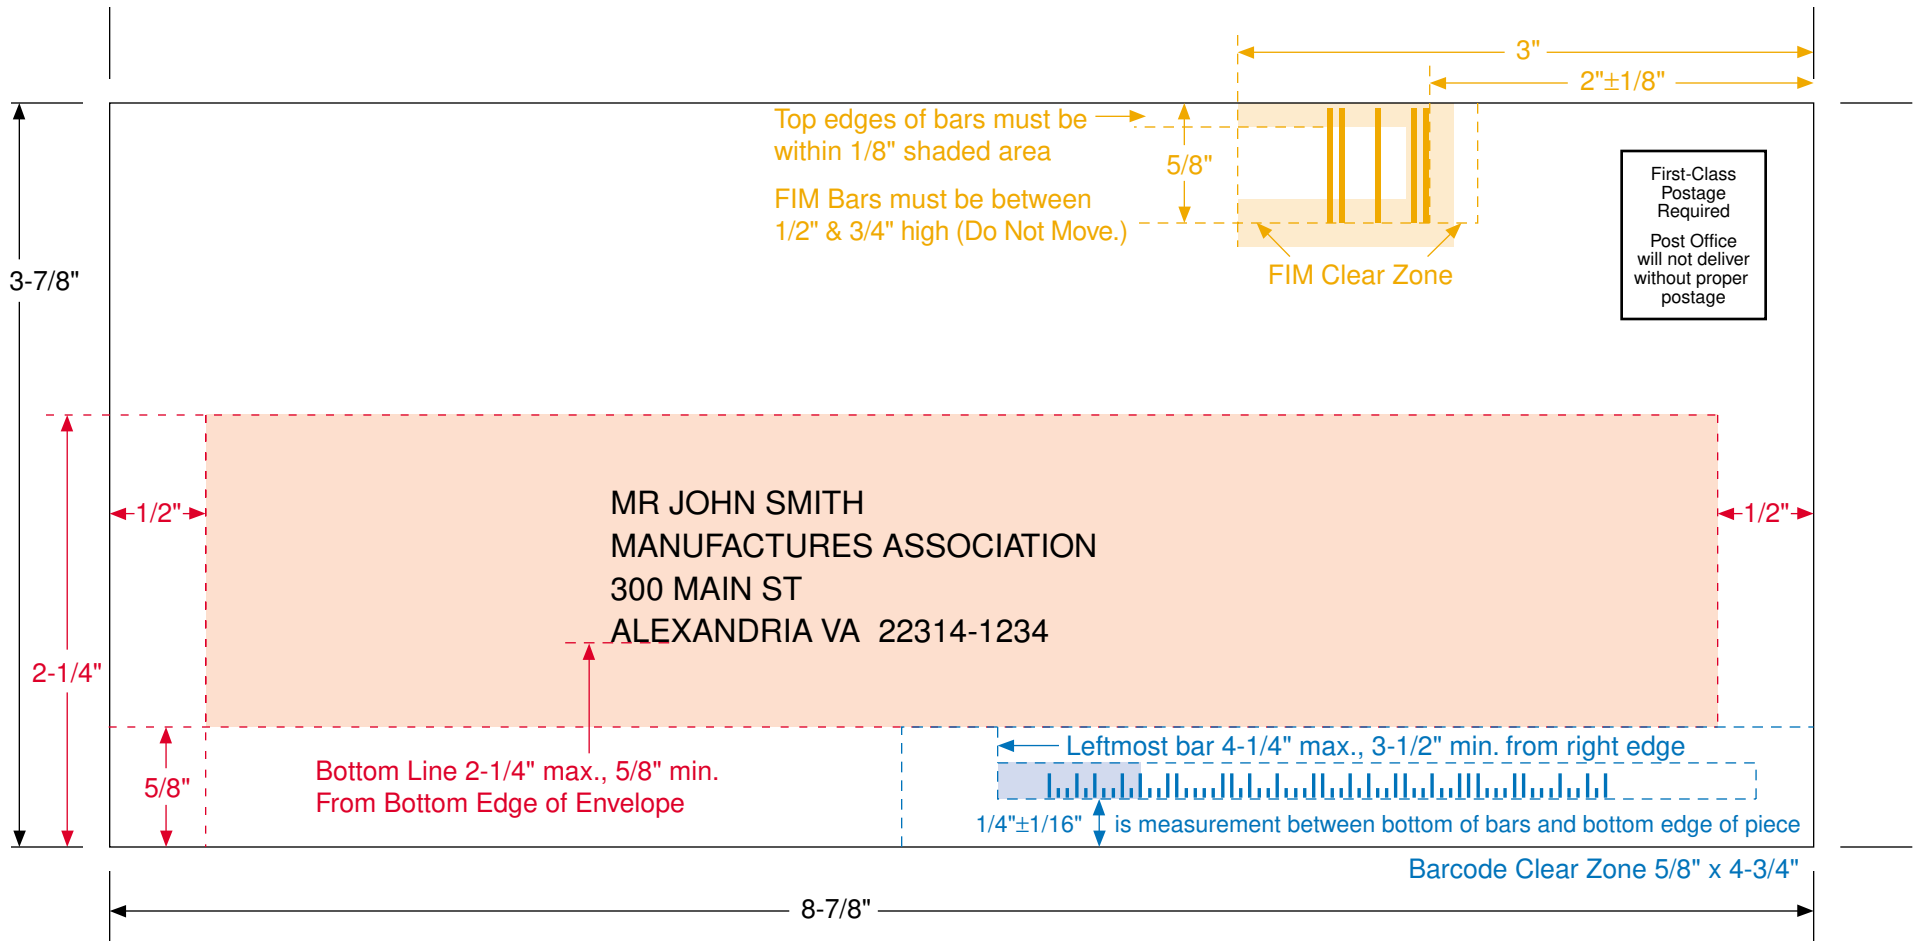 3"
2"±1/8"
Top edges of bars must be
within 1/8" shaded area
5/8"
FIM Bars must be between
1/2" & 3/4" high (Do Not Move.)
FIM Clear Zone
First-Class
Postage
Required
Post Office
will not deliver
without proper
postage
3-7/8"
1/2"
MR JOHN SMITH
MANUFACTURES ASSOCIATION
300 MAIN ST
ALEXANDRIA VA  22314-1234
1/2"
2-1/4"
5/8"
Bottom Line 2-1/4" max., 5/8" min.
From Bottom Edge of Envelope
Leftmost bar 4-1/4" max., 3-1/2" min. from right edge
1/4"±1/16" is measurement between bottom of bars and bottom edge of piece
Barcode Clear Zone 5/8" x 4-3/4"
8-7/8"